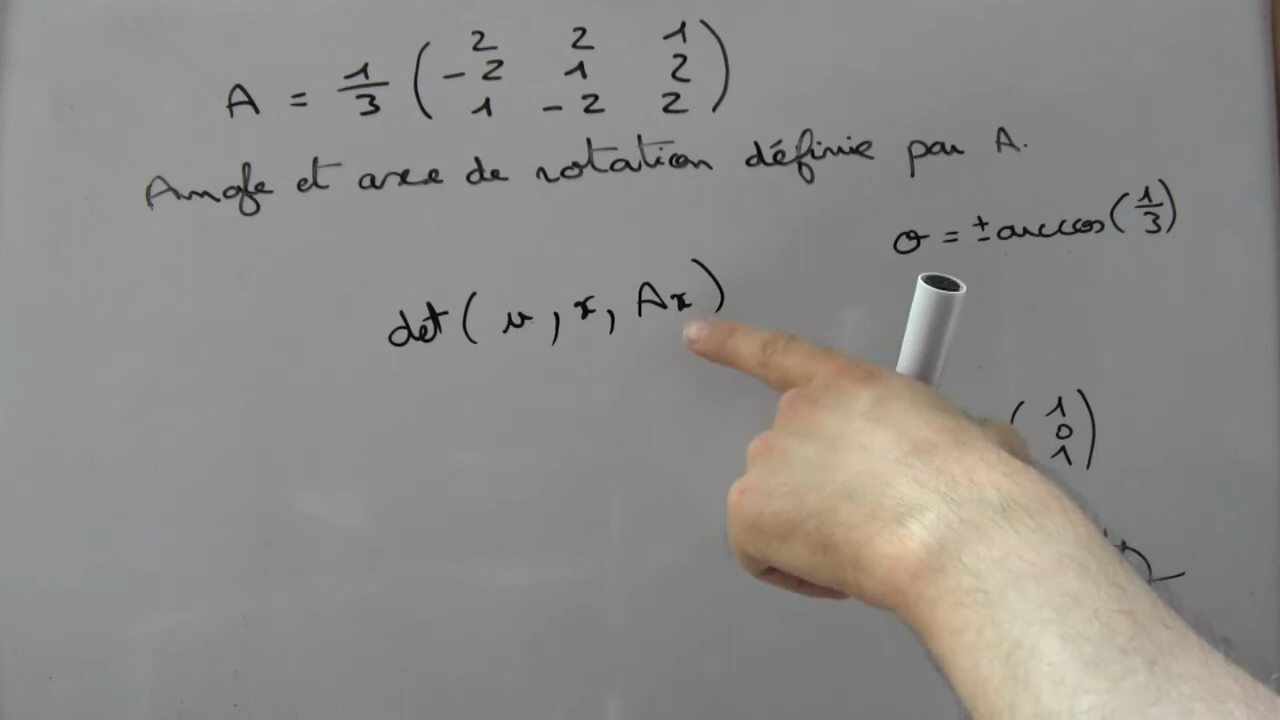 A = 1/3 ( 2 2 1
-2 1 2
1 -2 2 )
Angle et axe de rotation définie par A.
θ = ± arccos(1/3)
det( u, x, Ax )
( 1
0
1 )